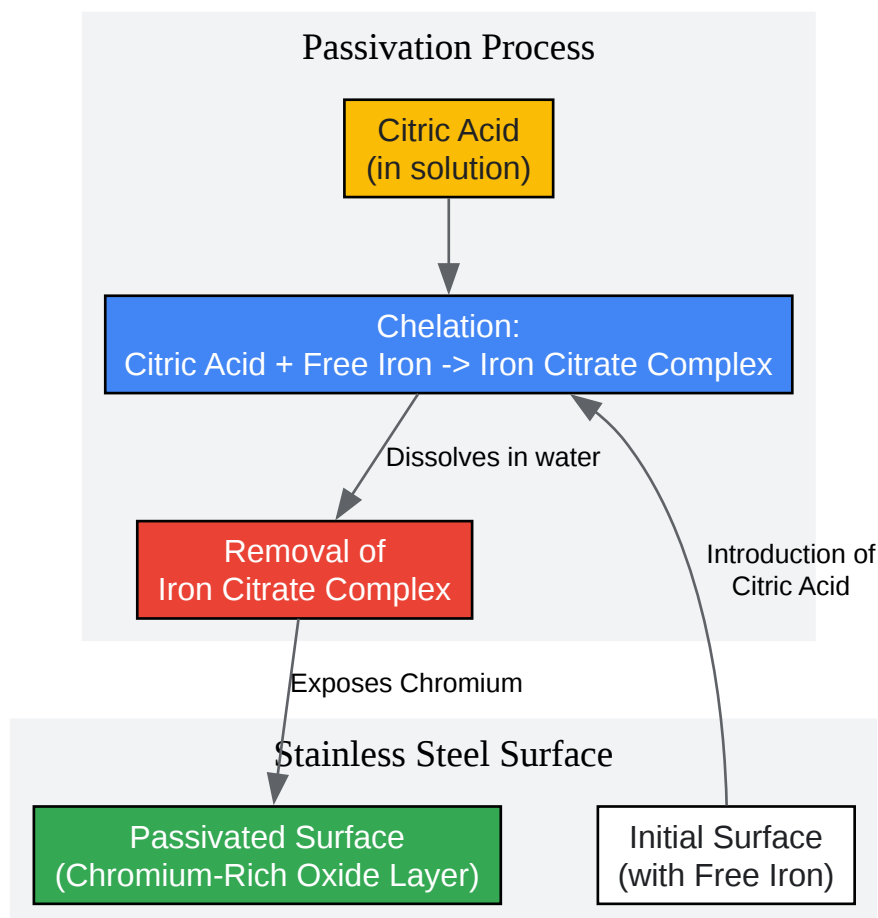 Passivation Process
Citric Acid
(in solution)
Chelation:
Citric Acid + Free Iron -> Iron Citrate Complex
Dissolves in water
Removal of
Iron Citrate Complex
Introduction of
Citric Acid
Exposes Chromium
Stainless Steel Surface
Passivated Surface
(Chromium-Rich Oxide Layer)
Initial Surface
(with Free Iron)